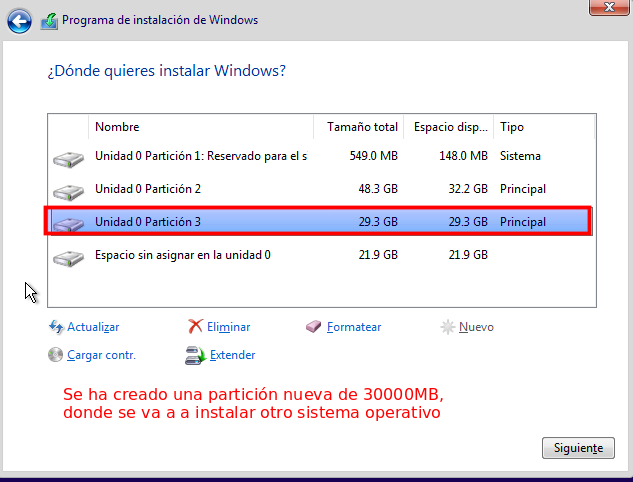 Programa de instalación de Windows
¿Dónde quieres instalar Windows?
Nombre Tamaño total Espacio disp... Tipo
Unidad 0 Partición 1: Reservado para el s 549.0 MB 148.0 MB Sistema
Unidad 0 Partición 2 48.3 GB 32.2 GB Principal
Unidad 0 Partición 3 29.3 GB 29.3 GB Principal
Espacio sin asignar en la unidad 0 21.9 GB 21.9 GB
Actualizar Eliminar Formatear Nuevo
Cargar contr. Extender
Se ha creado una partición nueva de 30000MB,
donde se va a a instalar otro sistema operativo
Siguiente